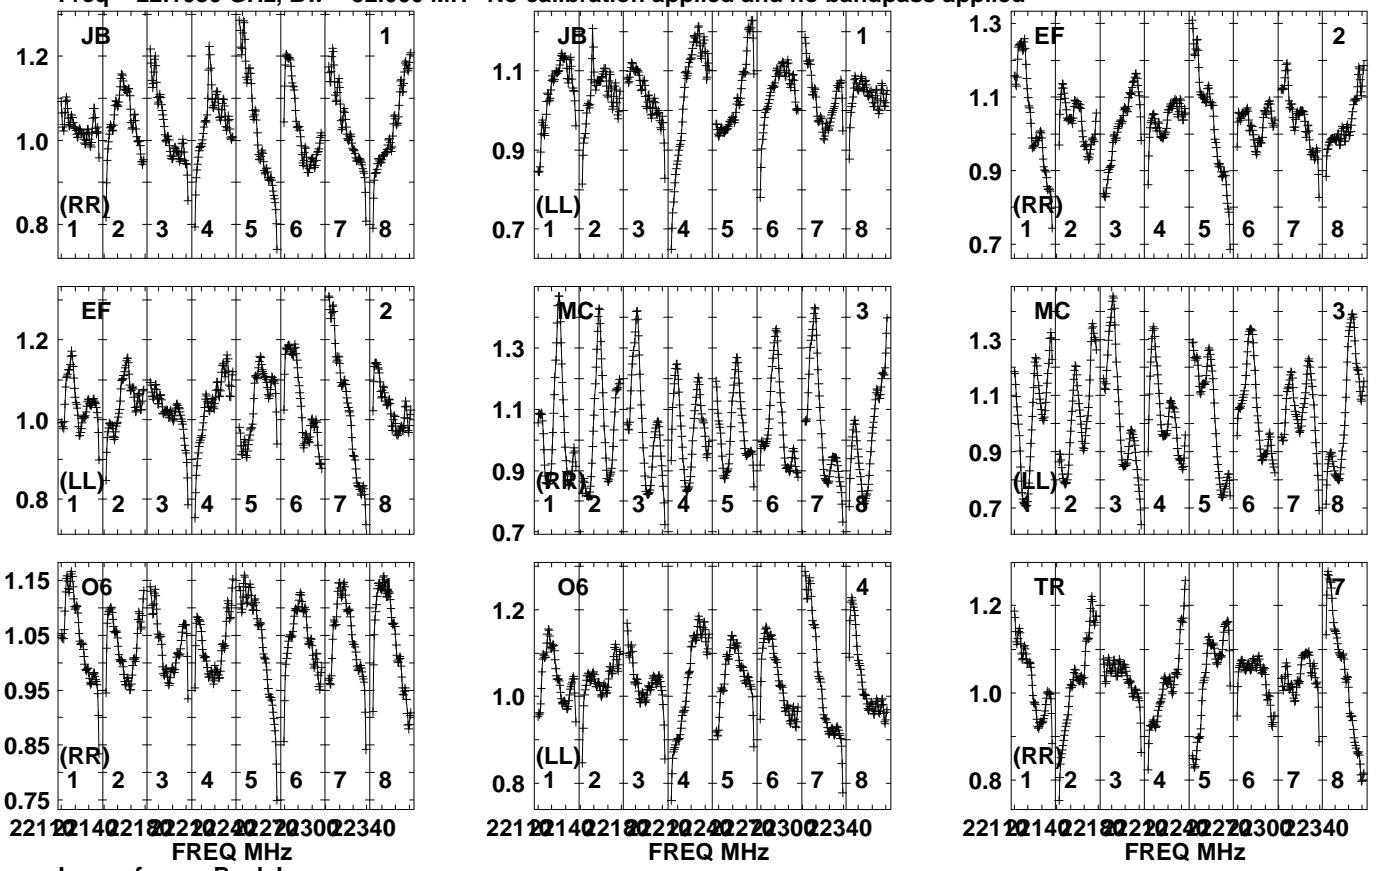 No calibration applied and no bandpass applied
JB 1
1.2
1.0
0.8
(RR)
1 2 3 4 5 6 7 8
JB 1
1.1
0.9
0.7
(LL)
1 2 3 4 5 6 7 8
EF 2
1.3
1.1
0.9
0.7
(RR)
1 2 3 4 5 6 7 8
EF 2
1.2
1.0
0.8
(LL)
1 2 3 4 5 6 7 8
MC 3
1.3
1.1
0.9
0.7
(RR)
1 2 3 4 5 6 7 8
MC 3
1.3
1.1
0.9
0.7
(LL)
1 2 3 4 5 6 7 8
O6 4
1.15
1.05
0.95
0.85
0.75
(RR)
1 2 3 4 5 6 7 8
O6 4
1.2
1.0
0.8
(LL)
1 2 3 4 5 6 7 8
TR 7
1.2
1.0
0.8
(RR)
1 2 3 4 5 6 7 8
FREQ MHz
FREQ MHz
FREQ MHz